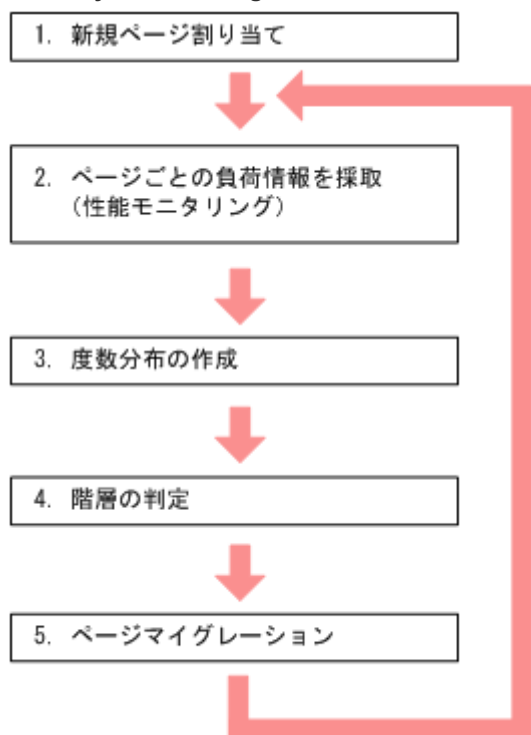 1. 新規ページ割り当て
2. ページごとの負荷情報を採取
(性能モニタリング)
3. 度数分布の作成
4. 階層の判定
5. ページマイグレーション